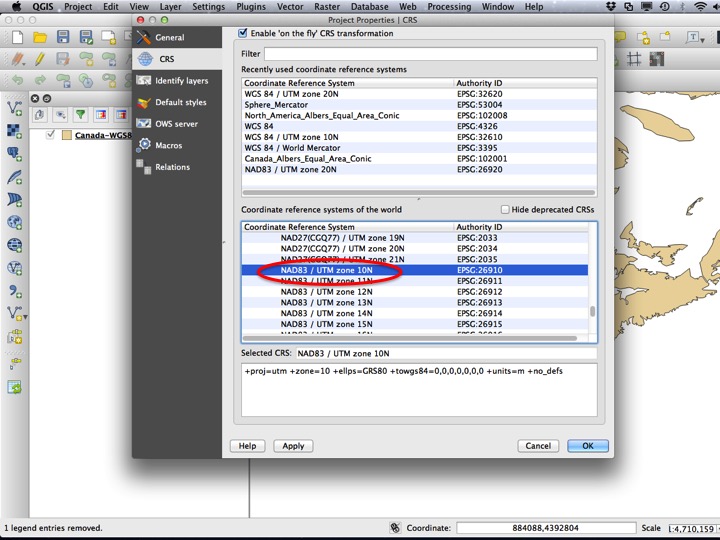 QGIS Project Edit View Layer Settings Plugins Vector Raster Database Web Processing Window Help
Project Properties | CRS
General
CRS
Identify layers
Default styles
OWS server
Macros
Relations
Enable 'on the fly' CRS transformation
Filter
Recently used coordinate reference systems
Coordinate Reference System Authority ID
WGS 84 / UTM zone 20N EPSG:32620
Sphere_Mercator EPSG:53004
North_America_Albers_Equal_Area_Conic EPSG:102008
WGS 84 EPSG:4326
WGS 84 / UTM zone 10N EPSG:32610
WGS 84 / World Mercator EPSG:3395
Canada_Albers_Equal_Area_Conic EPSG:102001
NAD83 / UTM zone 20N EPSG:26920
Coordinate reference systems of the world Hide deprecated CRSs
Coordinate Reference System Authority ID
NAD27(CGQ77) / UTM zone 19N EPSG:2033
NAD27(CGQ77) / UTM zone 20N EPSG:2034
NAD27(CGQ77) / UTM zone 21N EPSG:2035
NAD83 / UTM zone 10N EPSG:26910
NAD83 / UTM zone 11N EPSG:26911
NAD83 / UTM zone 12N EPSG:26912
NAD83 / UTM zone 13N EPSG:26913
NAD83 / UTM zone 14N EPSG:26914
NAD83 / UTM zone 15N EPSG:26915
Selected CRS: NAD83 / UTM zone 10N
+proj=utm +zone=10 +ellps=GRS80 +towgs84=0,0,0,0,0,0,0 +units=m +no_defs
Help Apply Cancel OK
Canada-WGS8
1 legend entries removed.
Coordinate: 884088,4392804 Scale 1:4,710,159